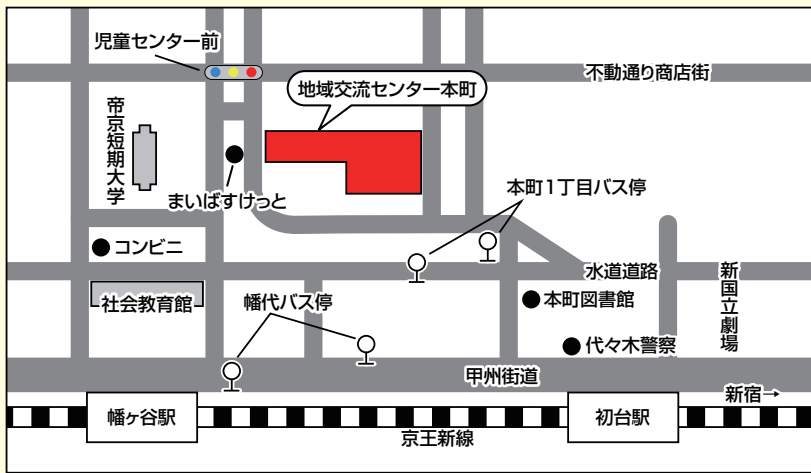 児童センター前
不動通り商店街
地域交流センター本町
帝京短期大学
まいばすけっと
本町1丁目バス停
コンビニ
水道道路
新国立劇場
社会教育館
幡代バス停
本町図書館
代々木警察
甲州街道
新宿→
幡ヶ谷駅
初台駅
京王新線